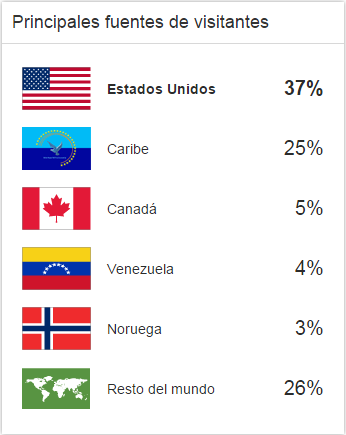 Principales fuentes de visitantes
Estados Unidos 37%
Caribe 25%
Canadá 5%
Venezuela 4%
Noruega 3%
Resto del mundo 26%